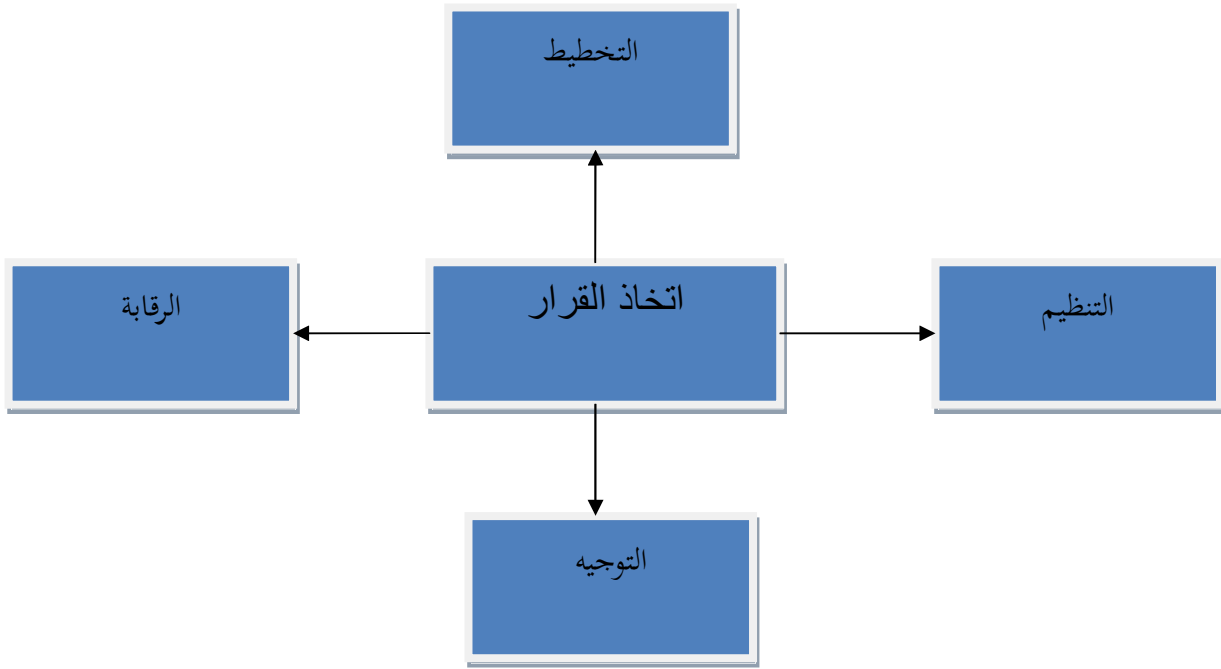 التخطيط
التنظيم
اتخاذ القرار
الرقابة
التوجيه